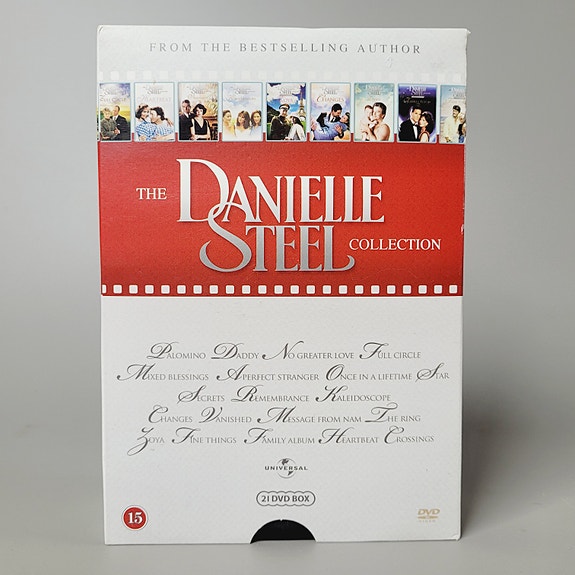 FROM THE BESTSELLING AUTHOR
THE DANIELLE STEEL COLLECTION
PALOMINO DADDY NO GREATER LOVE FULL CIRCLE
MIXED BLESSINGS A PERFECT STRANGER ONCE IN A LIFETIME STAR
SECRETS REMEMBRANCE KALEIDOSCOPE
CHANGES VANISHED MESSAGE FROM NAM THE RING
ZOYA FINE THINGS FAMILY ALBUM HEARTBEAT CROSSINGS
UNIVERSAL
21 DVD BOX
15
DVD
VIDEO